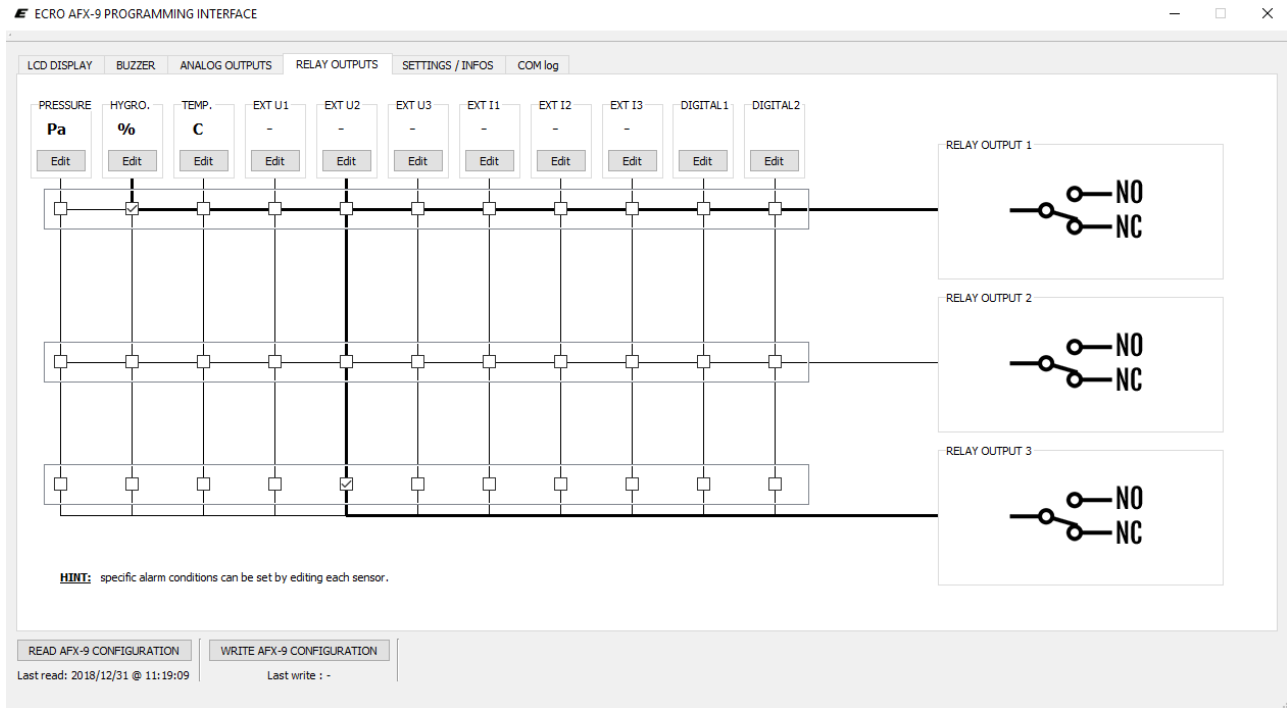 ECRO AFX-9 PROGRAMMING INTERFACE
LCD DISPLAY BUZZER ANALOG OUTPUTS RELAY OUTPUTS SETTINGS / INFOS COM log
PRESSURE HYGRO. TEMP. EXT U1 EXT U2 EXT U3 EXT I1 EXT I2 EXT I3 DIGITAL1 DIGITAL2
Pa % C - - - - - -
Edit Edit Edit Edit Edit Edit Edit Edit Edit Edit Edit
RELAY OUTPUT 1
NO
NC
RELAY OUTPUT 2
NO
NC
RELAY OUTPUT 3
NO
NC
HINT: specific alarm conditions can be set by editing each sensor.
READ AFX-9 CONFIGURATION WRITE AFX-9 CONFIGURATION
Last read: 2018/12/31 @ 11:19:09 Last write : -